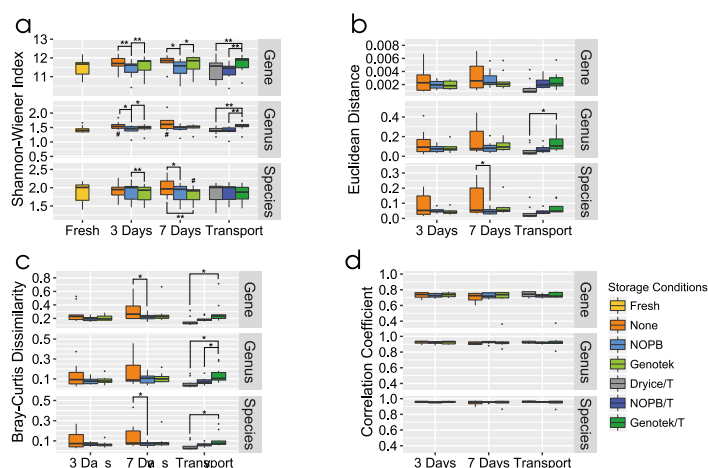 a
Shannon-Wiener Index
13
12
11
** ** * * ** **
Gene
2.0
1.5
1.0
0.5
* * ** **
# #
Genus
2.0
1.5
** * # **
Species
Fresh 3 Days 7 Days Transport
b
Euclidean Distance
0.008
0.006
0.004
0.002
Gene
0.4
0.2
0.0
*
Genus
0.3
0.2
0.1
0.0
*
Species
3 Days 7 Days Transport
c
Bray-Curtis Dissimilarity
0.8
0.6
0.4
0.2
* *
Gene
0.5
0.1
* *
Genus
0.5
0.1
* *
Species
3 Da s 7 Days Transport
d
Correlation Coefficient
1.0
0.8
0.6
0.4
Gene
1.0
0.8
0.6
0.4
Genus
1.0
0.8
0.6
0.4
Species
3 Days 7 Days Transport
Storage Conditions
Fresh
None
NOPB
Genotek
Dryice/T
NOPB/T
Genotek/T